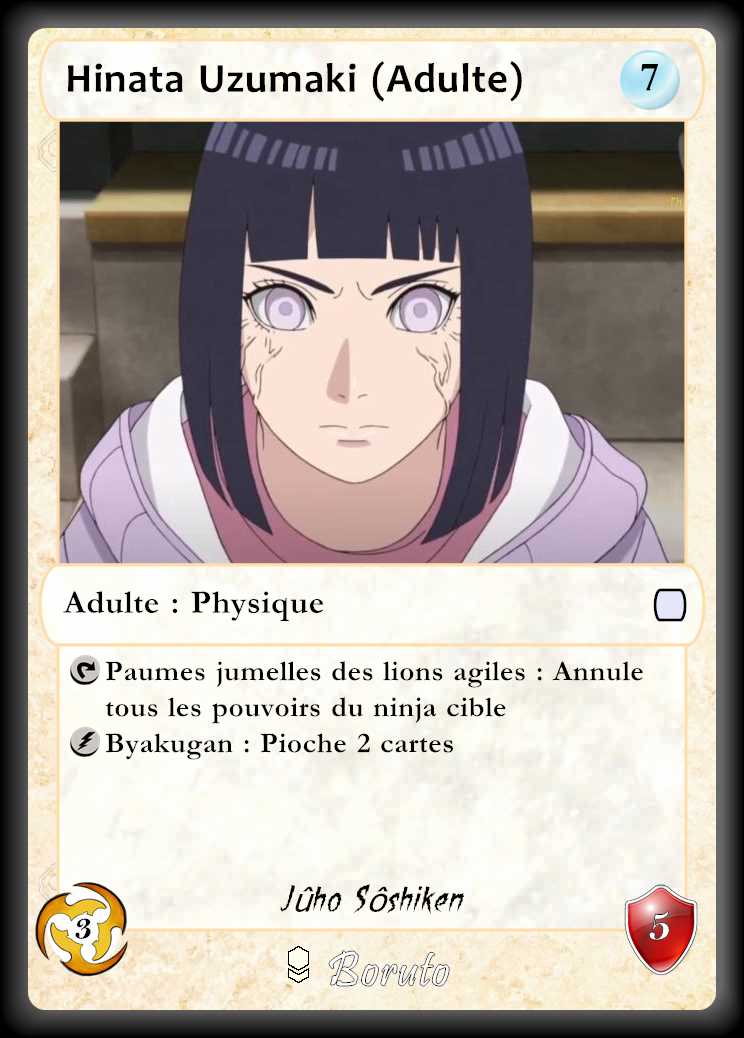 Hinata Uzumaki (Adulte)
7
Adulte : Physique
Paumes jumelles des lions agiles : Annule
tous les pouvoirs du ninja cible
Byakugan : Pioche 2 cartes
Jûho Sôshiken
3
5
Boruto